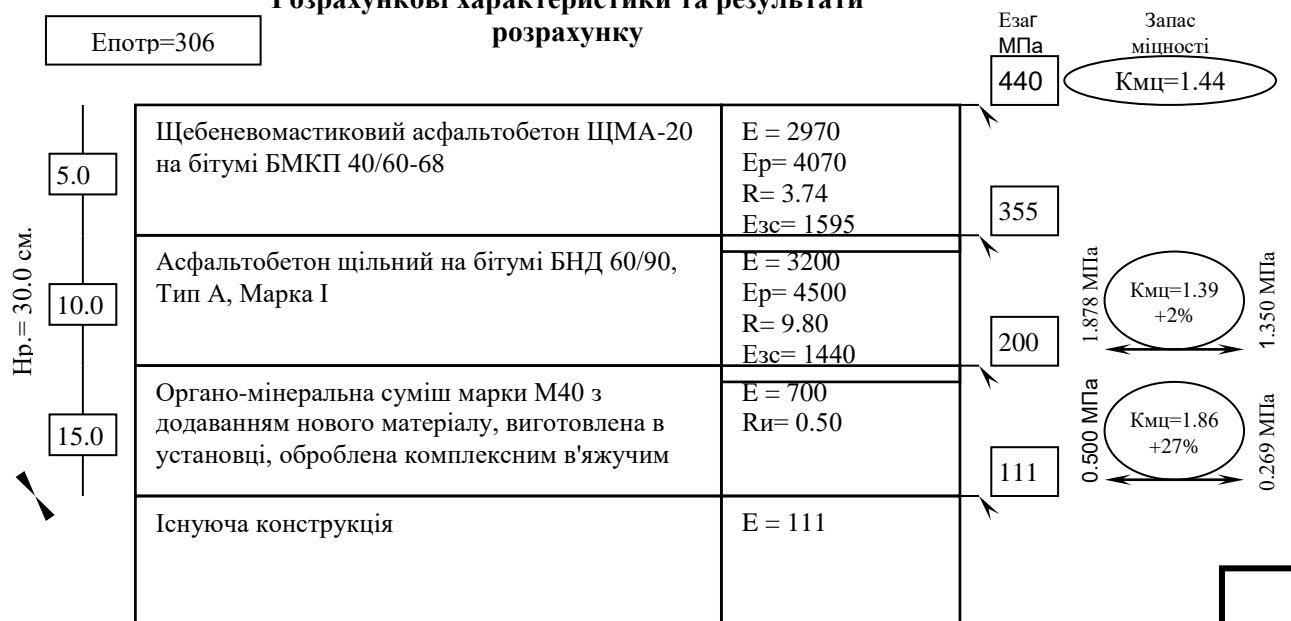 Розрахункові характеристики та результати
розрахунку
Епотр=306
Eзаг
МПа
Запас
міцності
440
Кмц=1.44
Щебеневомастиковий асфальтобетон ЩМА-20
на бітумі БМКП 40/60-68
E = 2970
Ер= 4070
R= 3.74
Eзс= 1595
5.0
355
Асфальтобетон щільний на бітумі БНД 60/90,
Тип А, Марка I
E = 3200
Ер= 4500
R= 9.80
Eзс= 1440
10.0
200
1.878 МПа
Кмц=1.39
+2%
1.350 МПа
Нр.= 30.0 см.
Органо-мінеральна суміш марки М40 з
додаванням нового матеріалу, виготовлена в
установці, оброблена комплексним в'яжучим
E = 700
Rи= 0.50
15.0
111
0.500 МПа
Кмц=1.86
+27%
0.269 МПа
Існуюча конструкція
E = 111